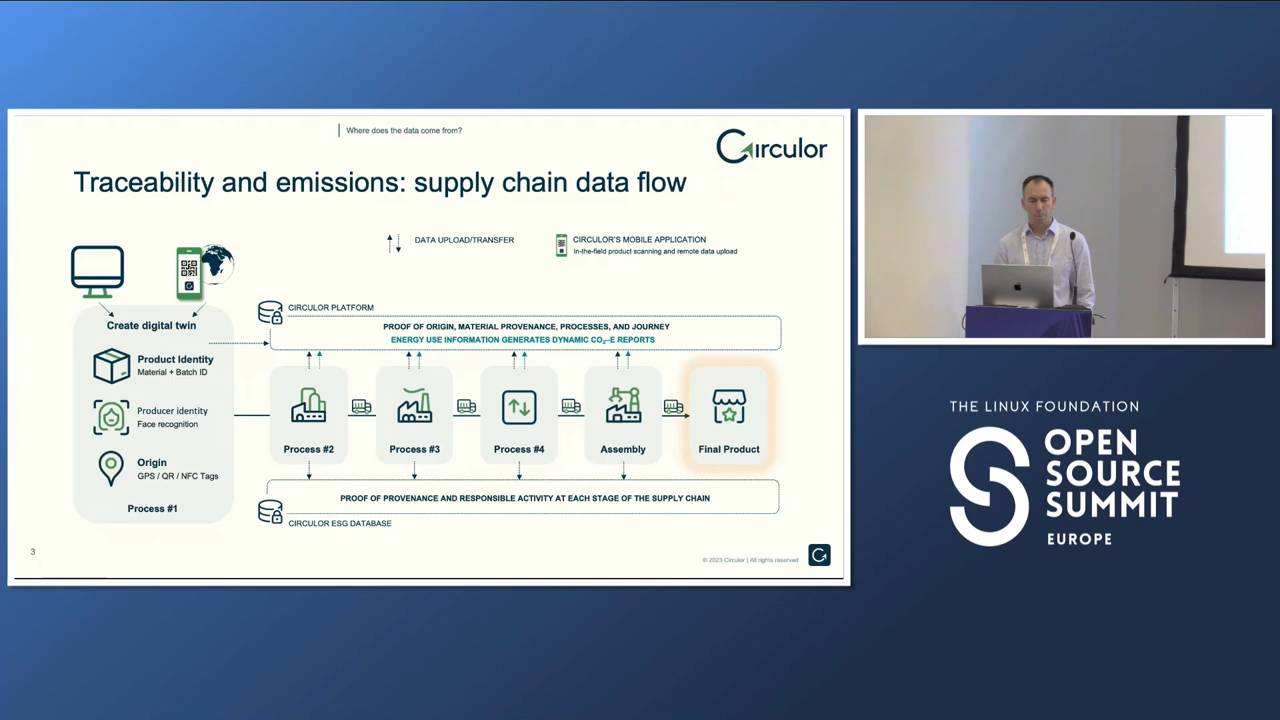 Where does the data come from?
Circulor
Traceability and emissions: supply chain data flow
DATA UPLOAD/TRANSFER
CIRCULOR'S MOBILE APPLICATION
In-the-field product scanning and remote data upload
Create digital twin
Product Identity
Material + Batch ID
Producer identity
Face recognition
Origin
GPS / QR / NFC Tags
Process #1
CIRCULOR PLATFORM
PROOF OF ORIGIN, MATERIAL PROVENANCE, PROCESSES, AND JOURNEY
ENERGY USE INFORMATION GENERATES DYNAMIC CO₂-E REPORTS
Process #2
Process #3
Process #4
Assembly
Final Product
PROOF OF PROVENANCE AND RESPONSIBLE ACTIVITY AT EACH STAGE OF THE SUPPLY CHAIN
CIRCULOR ESG DATABASE
3
© 2023 Circulor | All rights reserved
THE LINUX FOUNDATION
OPEN
SOURCE
SUMMIT
EUROPE